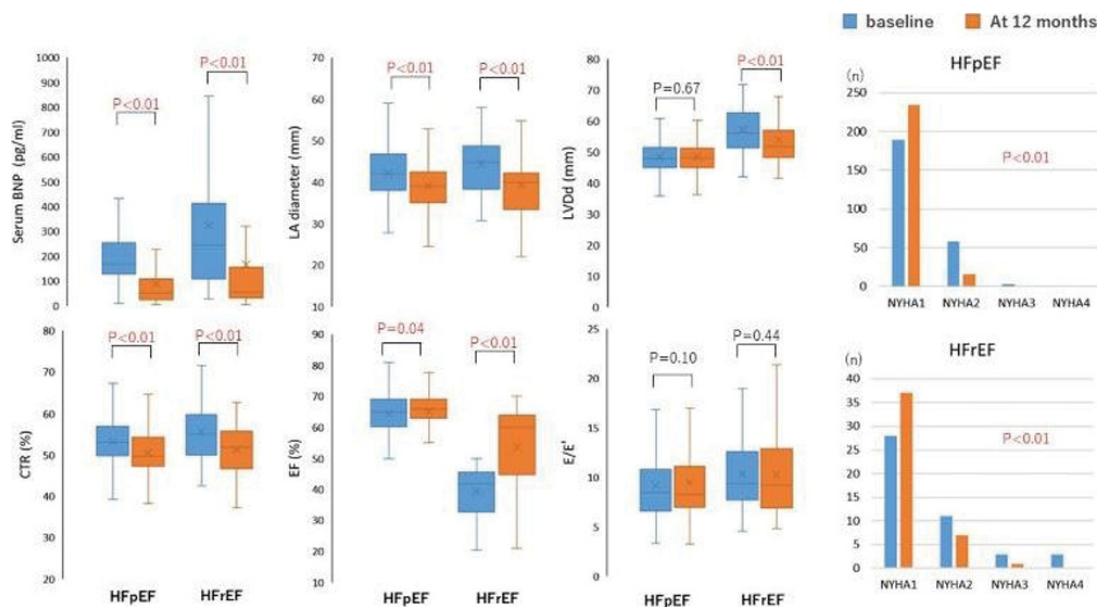 baseline At 12 months
Serum BNP (pg/ml)
1000
900
800
700
600
500
400
300
200
100
0
P<0.01
P<0.01
LA diameter (mm)
70
60
50
40
30
20
10
P<0.01
P<0.01
LVDd (mm)
80
70
60
50
40
30
20
10
0
P=0.67
P<0.01
HFpEF
(n)
250
200
150
100
50
0
P<0.01
NYHA1 NYHA2 NYHA3 NYHA4
CTR (%)
80
70
60
50
40
30
20
P<0.01
P<0.01
HFpEF HFrEF
EF (%)
90
80
70
60
50
40
30
20
10
P=0.04
P<0.01
HFpEF HFrEF
E/E'
25
20
15
10
5
0
P=0.10
P=0.44
HFpEF HFrEF
HFrEF
(n)
40
35
30
25
20
15
10
5
0
P<0.01
NYHA1 NYHA2 NYHA3 NYHA4